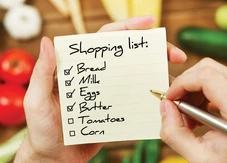 Shopping list:
☑ Bread
☑ Milk
☑ Eggs
☑ Butter
☐ Tomatoes
☐ Corn